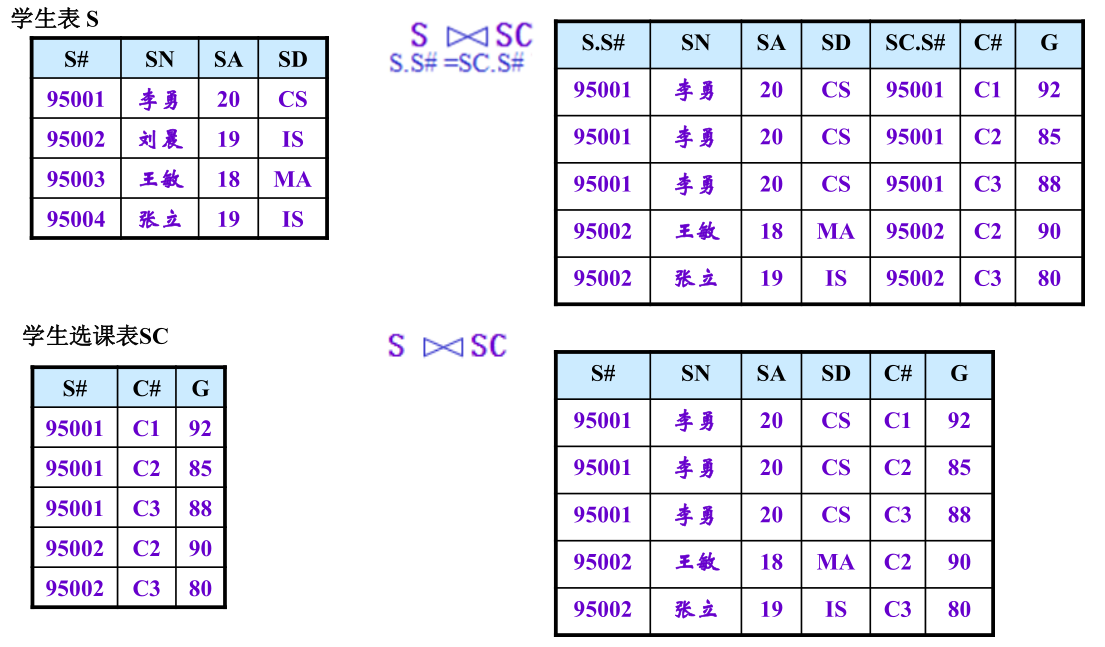 学生表 S
S# SN SA SD
95001 李勇 20 CS
95002 刘晨 19 IS
95003 王敏 18 MA
95004 张立 19 IS
S ⋈ SC
S.S# =SC.S#
S.S# SN SA SD SC.S# C# G
95001 李勇 20 CS 95001 C1 92
95001 李勇 20 CS 95001 C2 85
95001 李勇 20 CS 95001 C3 88
95002 王敏 18 MA 95002 C2 90
95002 张立 19 IS 95002 C3 80
学生选课表SC
S# C# G
95001 C1 92
95001 C2 85
95001 C3 88
95002 C2 90
95002 C3 80
S ⋈ SC
S# SN SA SD C# G
95001 李勇 20 CS C1 92
95001 李勇 20 CS C2 85
95001 李勇 20 CS C3 88
95002 王敏 18 MA C2 90
95002 张立 19 IS C3 80